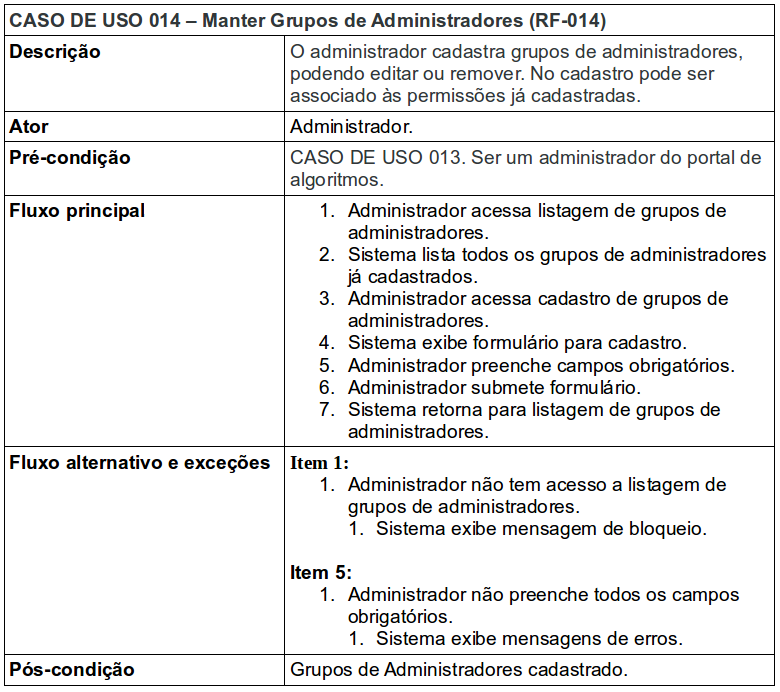 CASO DE USO 014 – Manter Grupos de Administradores (RF-014)
Descrição
O administrador cadastra grupos de administradores,
podendo editar ou remover. No cadastro pode ser
associado às permissões já cadastradas.
Ator
Administrador.
Pré-condição
CASO DE USO 013. Ser um administrador do portal de
algoritmos.
Fluxo principal
1. Administrador acessa listagem de grupos de
administradores.
2. Sistema lista todos os grupos de administradores
já cadastrados.
3. Administrador acessa cadastro de grupos de
administradores.
4. Sistema exibe formulário para cadastro.
5. Administrador preenche campos obrigatórios.
6. Administrador submete formulário.
7. Sistema retorna para listagem de grupos de
administradores.
Fluxo alternativo e exceções
Item 1:
1. Administrador não tem acesso a listagem de
grupos de administradores.
1. Sistema exibe mensagem de bloqueio.
Item 5:
1. Administrador não preenche todos os campos
obrigatórios.
1. Sistema exibe mensagens de erros.
Pós-condição
Grupos de Administradores cadastrado.